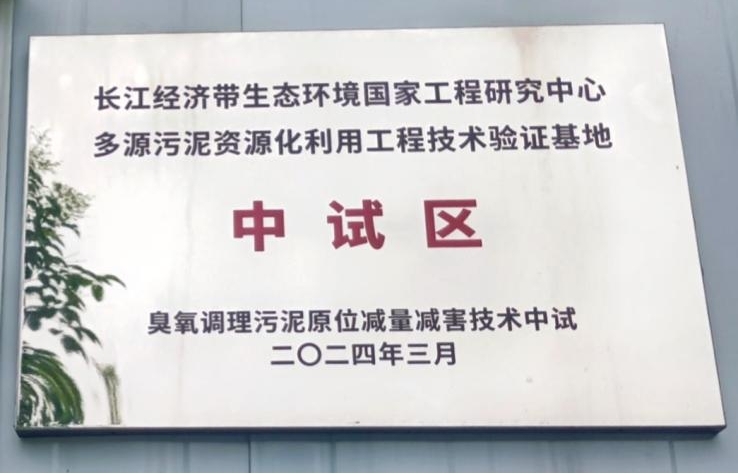 长江经济带生态环境国家工程研究中心
多源污泥资源化利用工程技术验证基地
中试区
臭氧调理污泥原位减量减害技术中试
二〇二四年三月